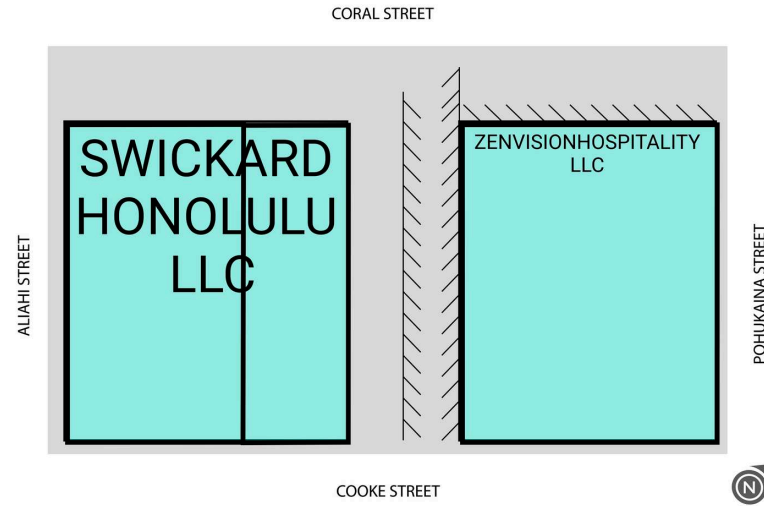 CORAL STREET
SWICKARD
HONOLULU
LLC
ZENVISIONHOSPITALITY
LLC
ALIAHI STREET
POHUKAINA STREET
COOKE STREET
N